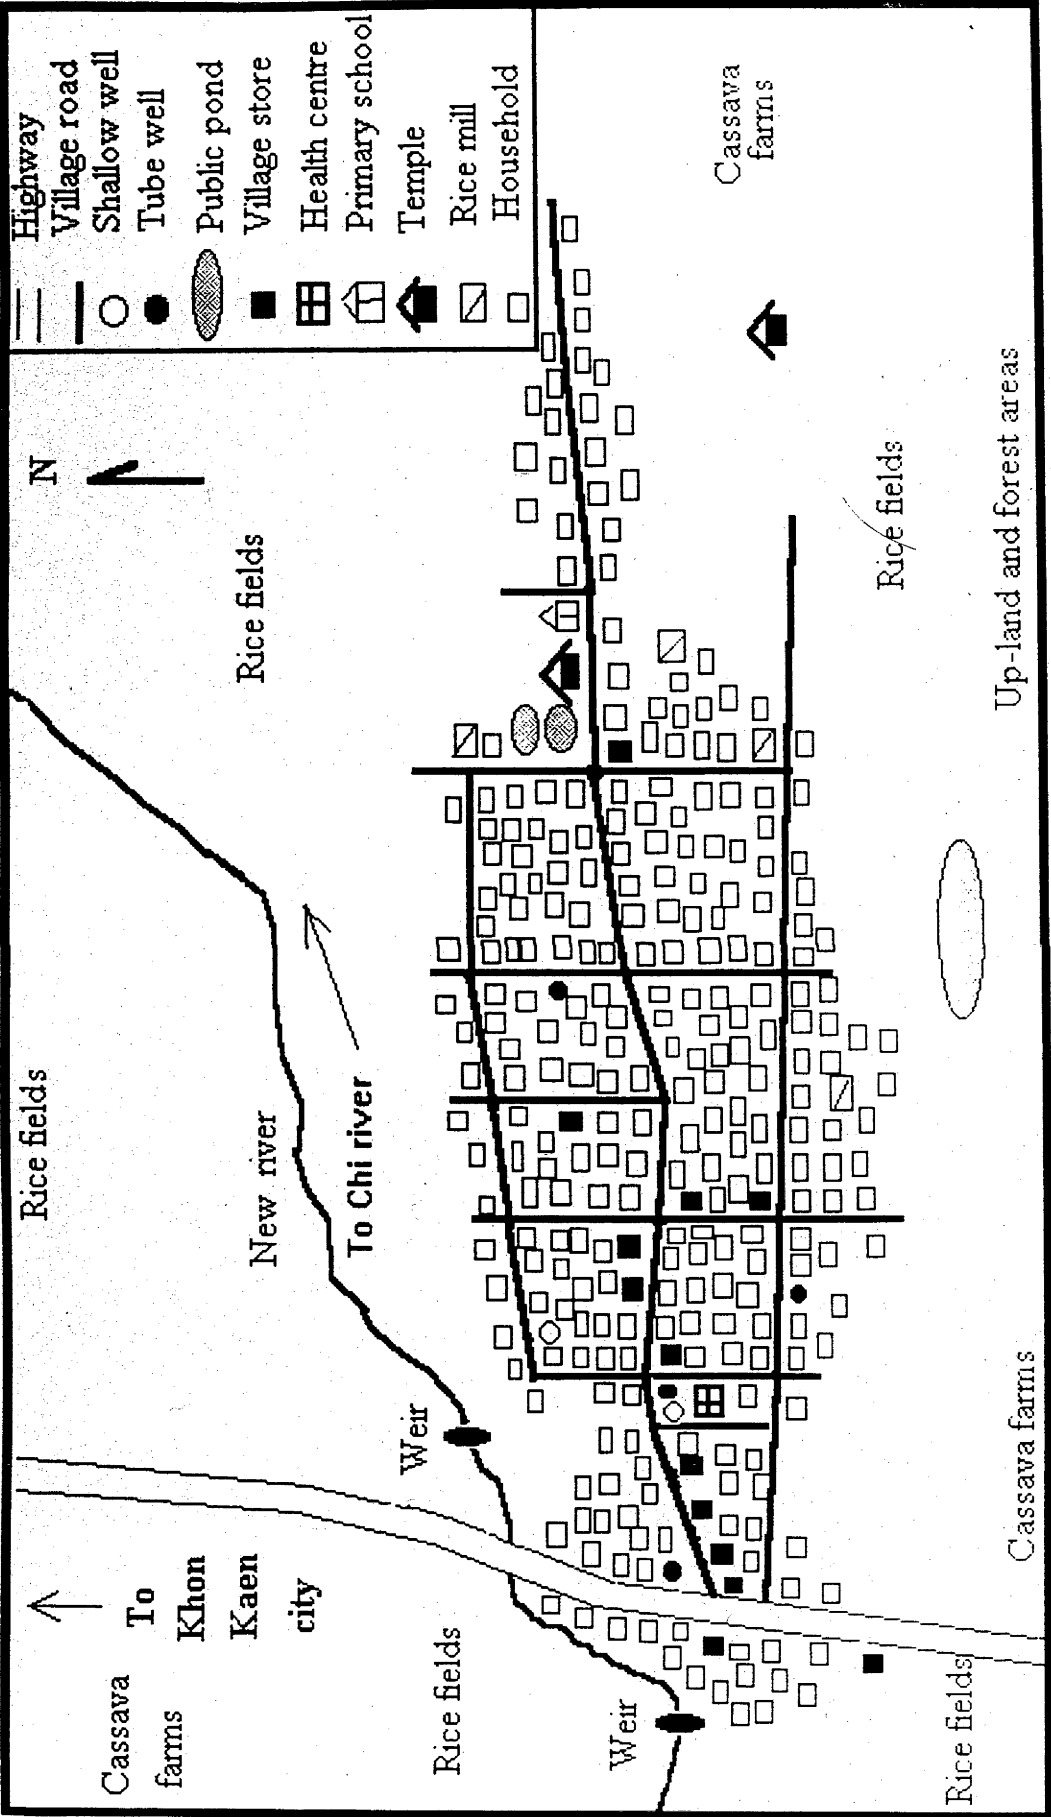 Highway
Village road
Shallow well
Tube well
Public pond
Village store
Health centre
Primary school
Temple
Rice mill
Household
N
To
Khon
Kaen
city
Cassava
farms
Rice fields
Rice fields
Rice fields
New river
To Chi river
Weir
Weir
Cassava
farms
Rice fields
Rice fields
Cassava farms
Up-land and forest areas